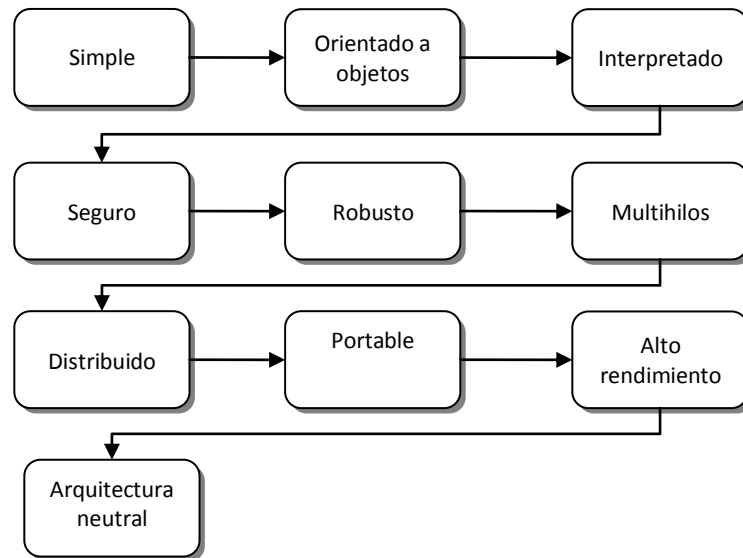 Simple
Orientado a
objetos
Interpretado
Seguro
Robusto
Multihilos
Distribuido
Portable
Alto
rendimiento
Arquitectura
neutral